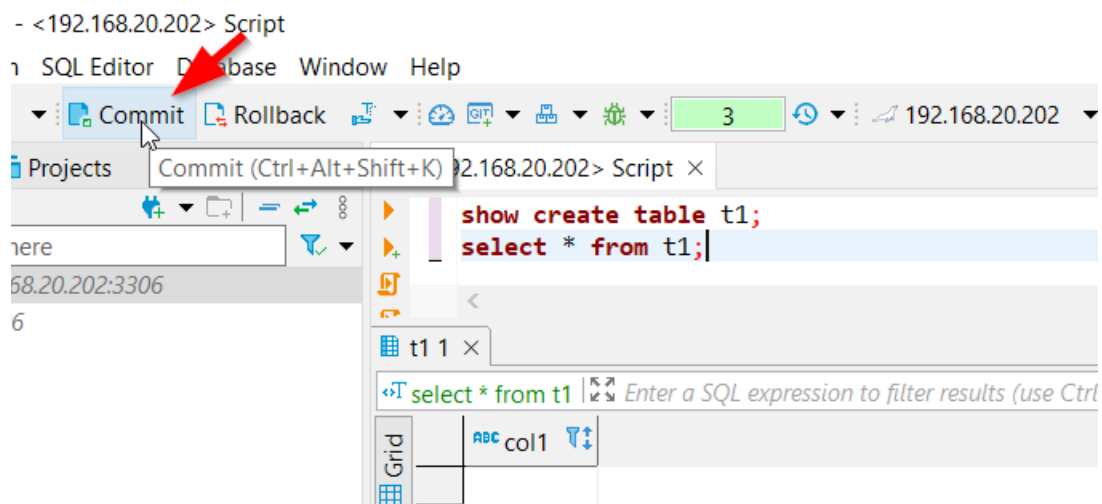 - <192.168.20.202> Script
SQL Editor Database Window Help
Commit Rollback GIT 3 192.168.20.202
Projects Commit (Ctrl+Alt+Shift+K) 92.168.20.202> Script
show create table t1;
here
select * from t1;
68.20.202:3306
6
t1 1
select * from t1 Enter a SQL expression to filter results (use Ctrl
Grid
ABC col1